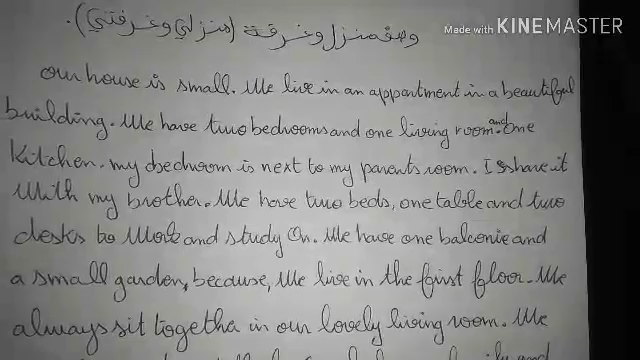 Made with KINEMASTER
وصف منزل وغرفة (منزلي وغرفتي).
Our house is small. We live in an appartment in a beautiful
building. We have two bedrooms and one living room. and One
Kitchen. my bedroom is next to my parents room. I share it
With my brother. We have two beds, one table and two
desks to Work and study On. We have one balconie and
a small garden, because, We live in the first floor. We
always sit togetha in our lovely living room. We